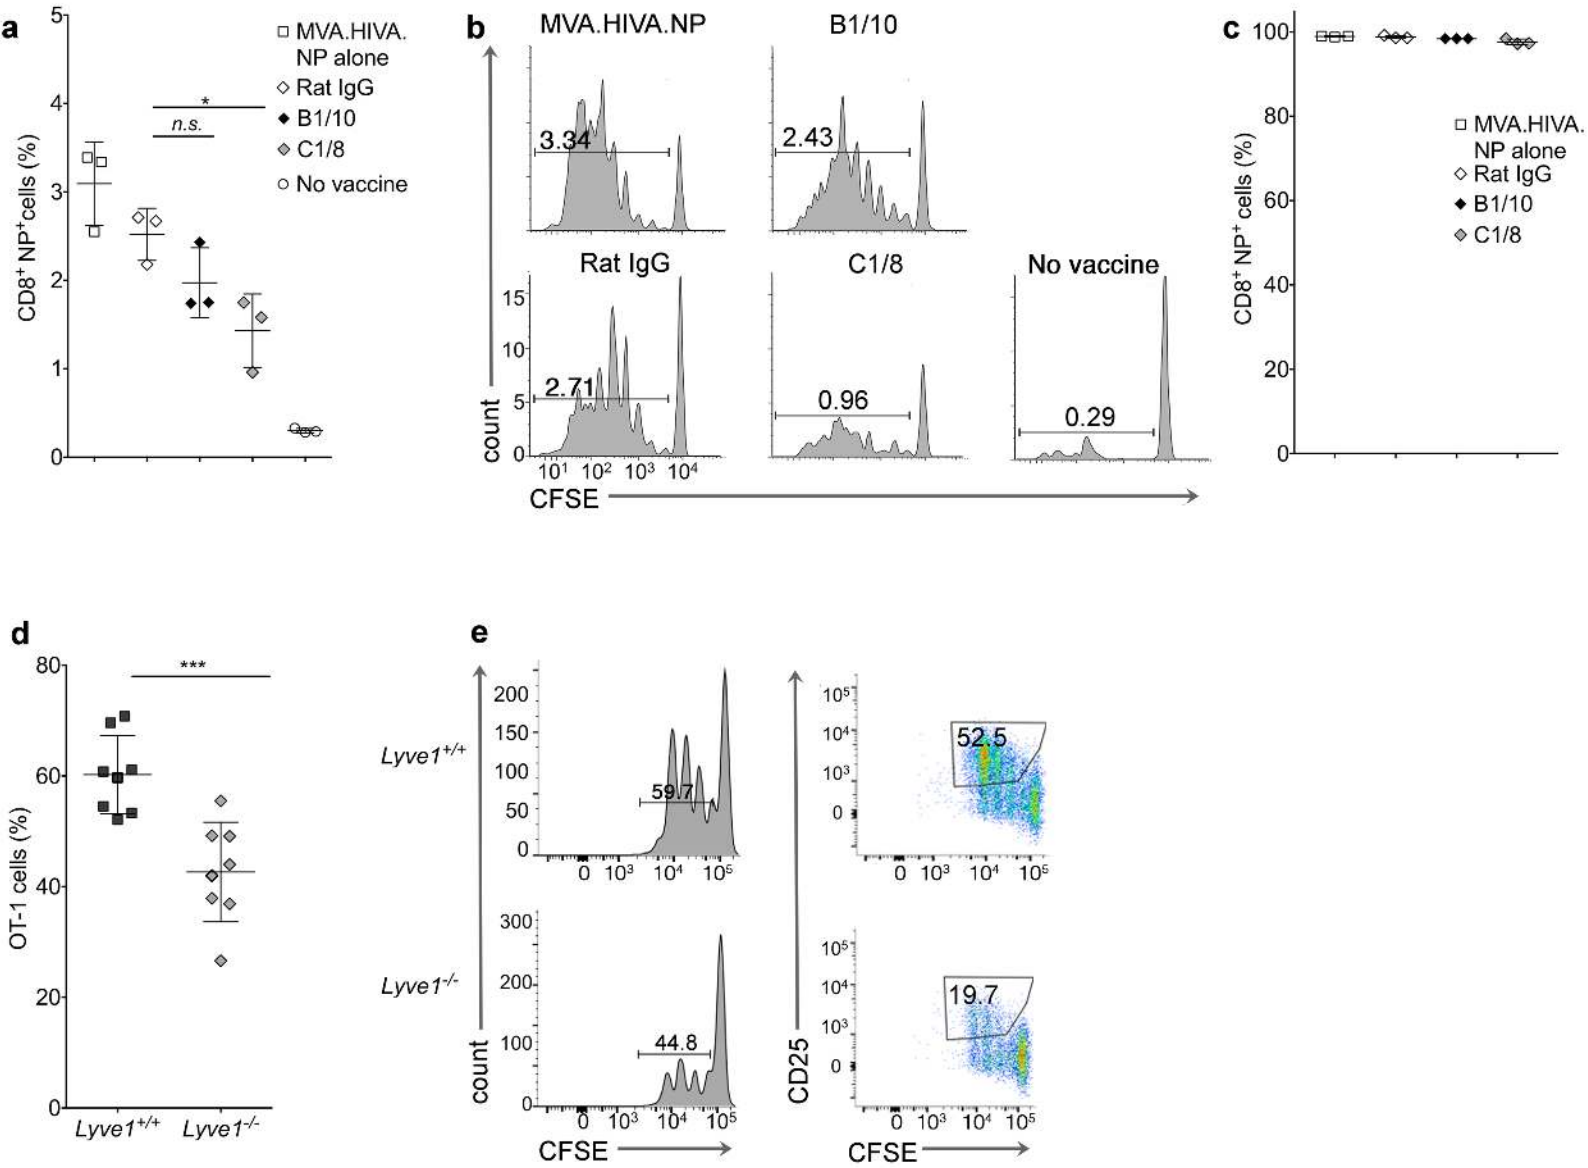 a
5
4
3
2
1
0
CD8+ NP+cells (%)
MVA.HIVA.
NP alone
Rat IgG
B1/10
C1/8
No vaccine
*
n.s.
b
MVA.HIVA.NP
3.34
B1/10
2.43
Rat IgG
15
10
5
0
2.71
10¹ 10² 10³ 10⁴
C1/8
0.96
No vaccine
0.29
count
CFSE
c
100
80
60
40
20
0
CD8+ NP+ cells (%)
MVA.HIVA.
NP alone
Rat IgG
B1/10
C1/8
d
80
60
40
20
0
OT-1 cells (%)
***
Lyve1+/+ Lyve1-/-
e
Lyve1+/+
200
150
100
50
0
59.7
0 10³ 10⁴ 10⁵
10⁵
10⁴
10³
0
52.5
0 10³ 10⁴ 10⁵
Lyve1-/-
300
200
100
0
44.8
0 10³ 10⁴ 10⁵
count
CFSE
10⁵
10⁴
10³
0
19.7
0 10³ 10⁴ 10⁵
CD25
CFSE